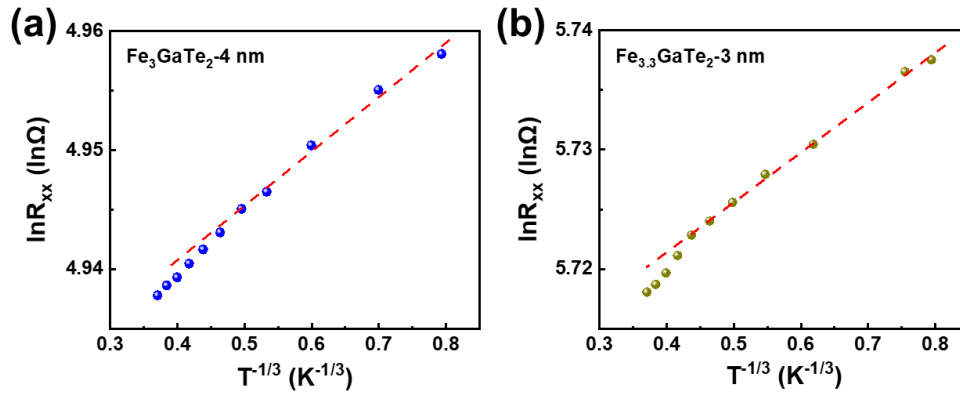 (a)
Fe₃GaTe₂-4 nm
lnRₓₓ (lnΩ)
4.96
4.95
4.94
0.3 0.4 0.5 0.6 0.7 0.8
T⁻¹/³ (K⁻¹/³)
(b)
Fe₃.₃GaTe₂-3 nm
lnRₓₓ (lnΩ)
5.74
5.73
5.72
0.3 0.4 0.5 0.6 0.7 0.8
T⁻¹/³ (K⁻¹/³)